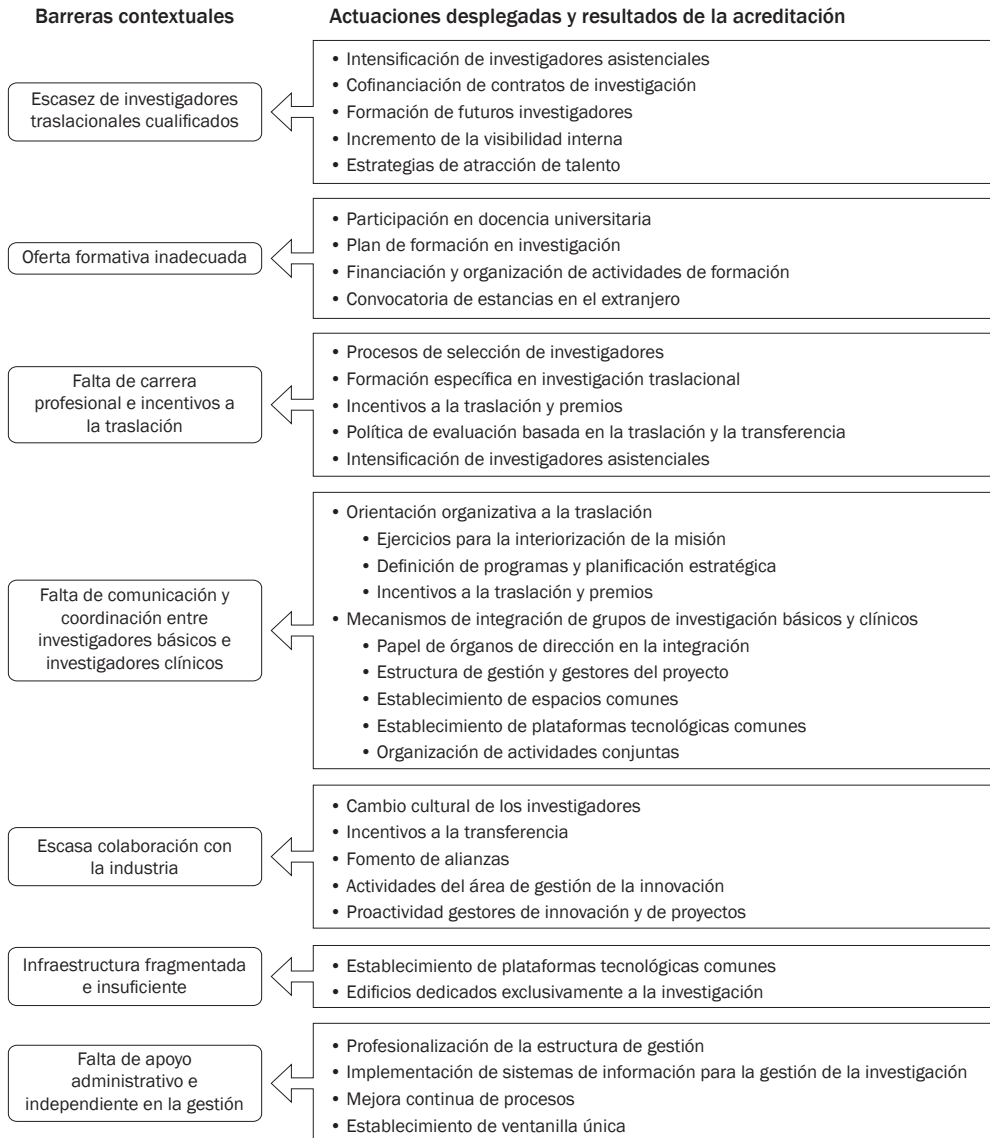 Barreras contextuales
Actuaciones desplegadas y resultados de la acreditación
Escasez de investigadores
traslacionales cualificados
• Intensificación de investigadores asistenciales
• Cofinanciación de contratos de investigación
• Formación de futuros investigadores
• Incremento de la visibilidad interna
• Estrategias de atracción de talento
Oferta formativa inadecuada
• Participación en docencia universitaria
• Plan de formación en investigación
• Financiación y organización de actividades de formación
• Convocatoria de estancias en el extranjero
Falta de carrera
profesional e incentivos a
la traslación
• Procesos de selección de investigadores
• Formación específica en investigación traslacional
• Incentivos a la traslación y premios
• Política de evaluación basada en la traslación y la transferencia
• Intensificación de investigadores asistenciales
Falta de comunicación y
coordinación entre
investigadores básicos e
investigadores clínicos
• Orientación organizativa a la traslación
• Ejercicios para la interiorización de la misión
• Definición de programas y planificación estratégica
• Incentivos a la traslación y premios
• Mecanismos de integración de grupos de investigación básicos y clínicos
• Papel de órganos de dirección en la integración
• Estructura de gestión y gestores del proyecto
• Establecimiento de espacios comunes
• Establecimiento de plataformas tecnológicas comunes
• Organización de actividades conjuntas
Escasa colaboración con
la industria
• Cambio cultural de los investigadores
• Incentivos a la transferencia
• Fomento de alianzas
• Actividades del área de gestión de la innovación
• Proactividad gestores de innovación y de proyectos
Infraestructura fragmentada
e insuficiente
• Establecimiento de plataformas tecnológicas comunes
• Edificios dedicados exclusivamente a la investigación
Falta de apoyo
administrativo e
independiente en la gestión
• Profesionalización de la estructura de gestión
• Implementación de sistemas de información para la gestión de la investigación
• Mejora continua de procesos
• Establecimiento de ventanilla única